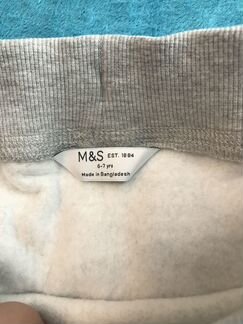 M&S EST. 1884
6-7 yrs
Made in Bangladesh